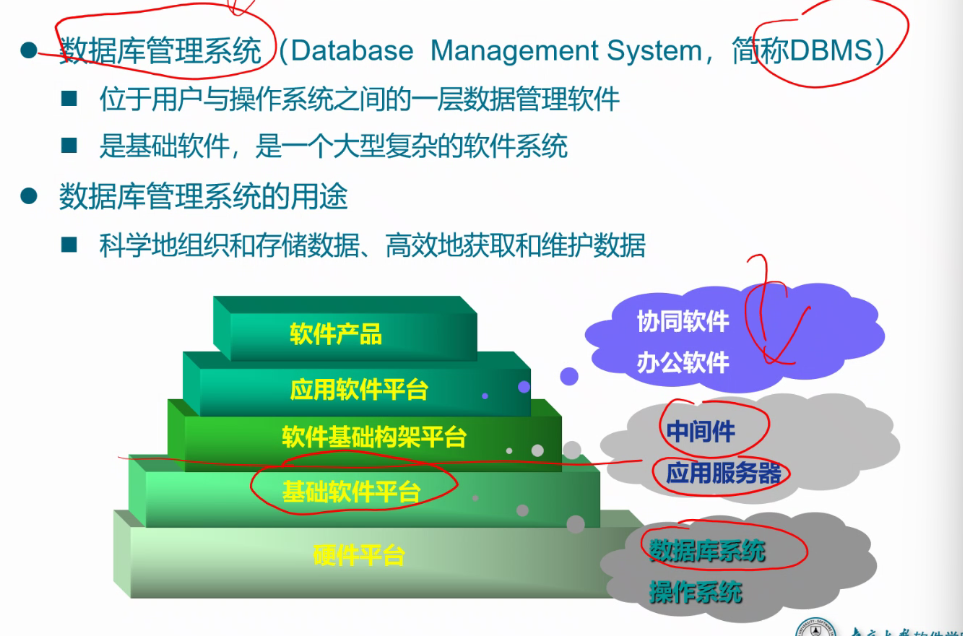 数据库管理系统（Database Management System，简称DBMS）
位于用户与操作系统之间的一层数据管理软件
是基础软件，是一个大型复杂的软件系统
数据库管理系统的用途
科学地组织和存储数据、高效地获取和维护数据
软件产品
应用软件平台
软件基础构架平台
基础软件平台
硬件平台
协同软件
办公软件
中间件
应用服务器
数据库系统
操作系统